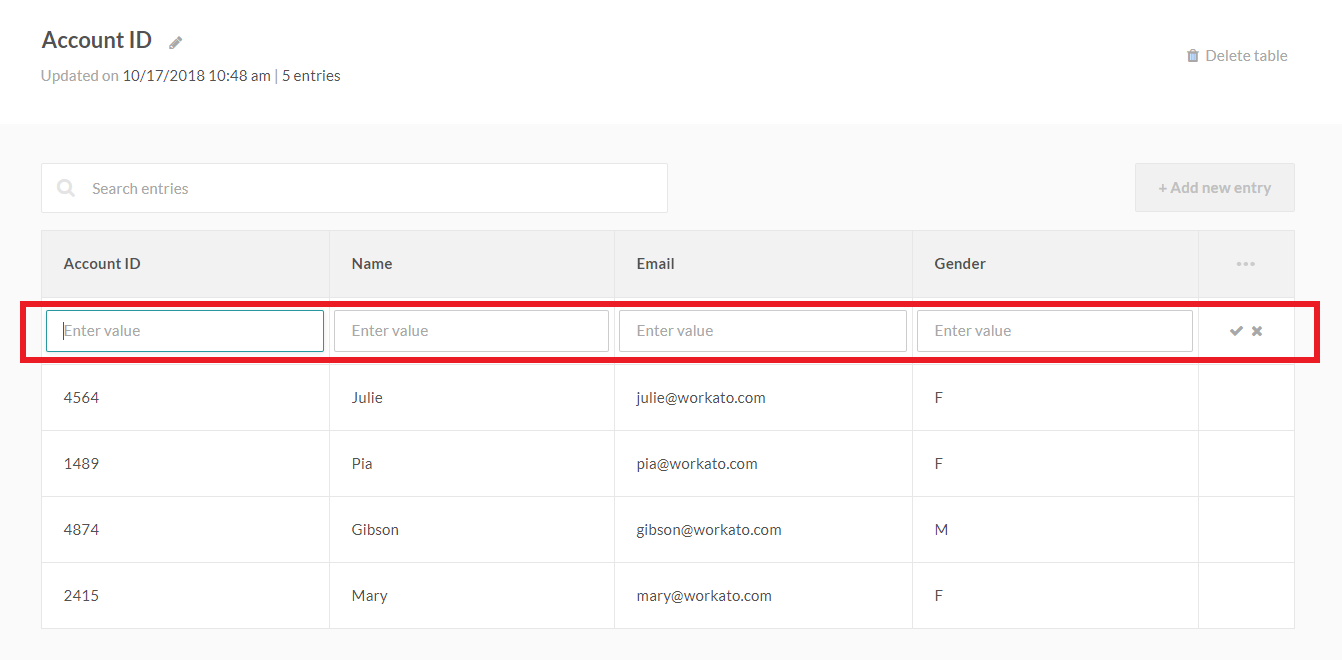 Account ID
Delete table
Updated on 10/17/2018 10:48 am | 5 entries
Search entries
+ Add new entry
Account ID Name Email Gender
Enter value Enter value Enter value Enter value
4564 Julie julie@workato.com F
1489 Pia pia@workato.com F
4874 Gibson gibson@workato.com M
2415 Mary mary@workato.com F